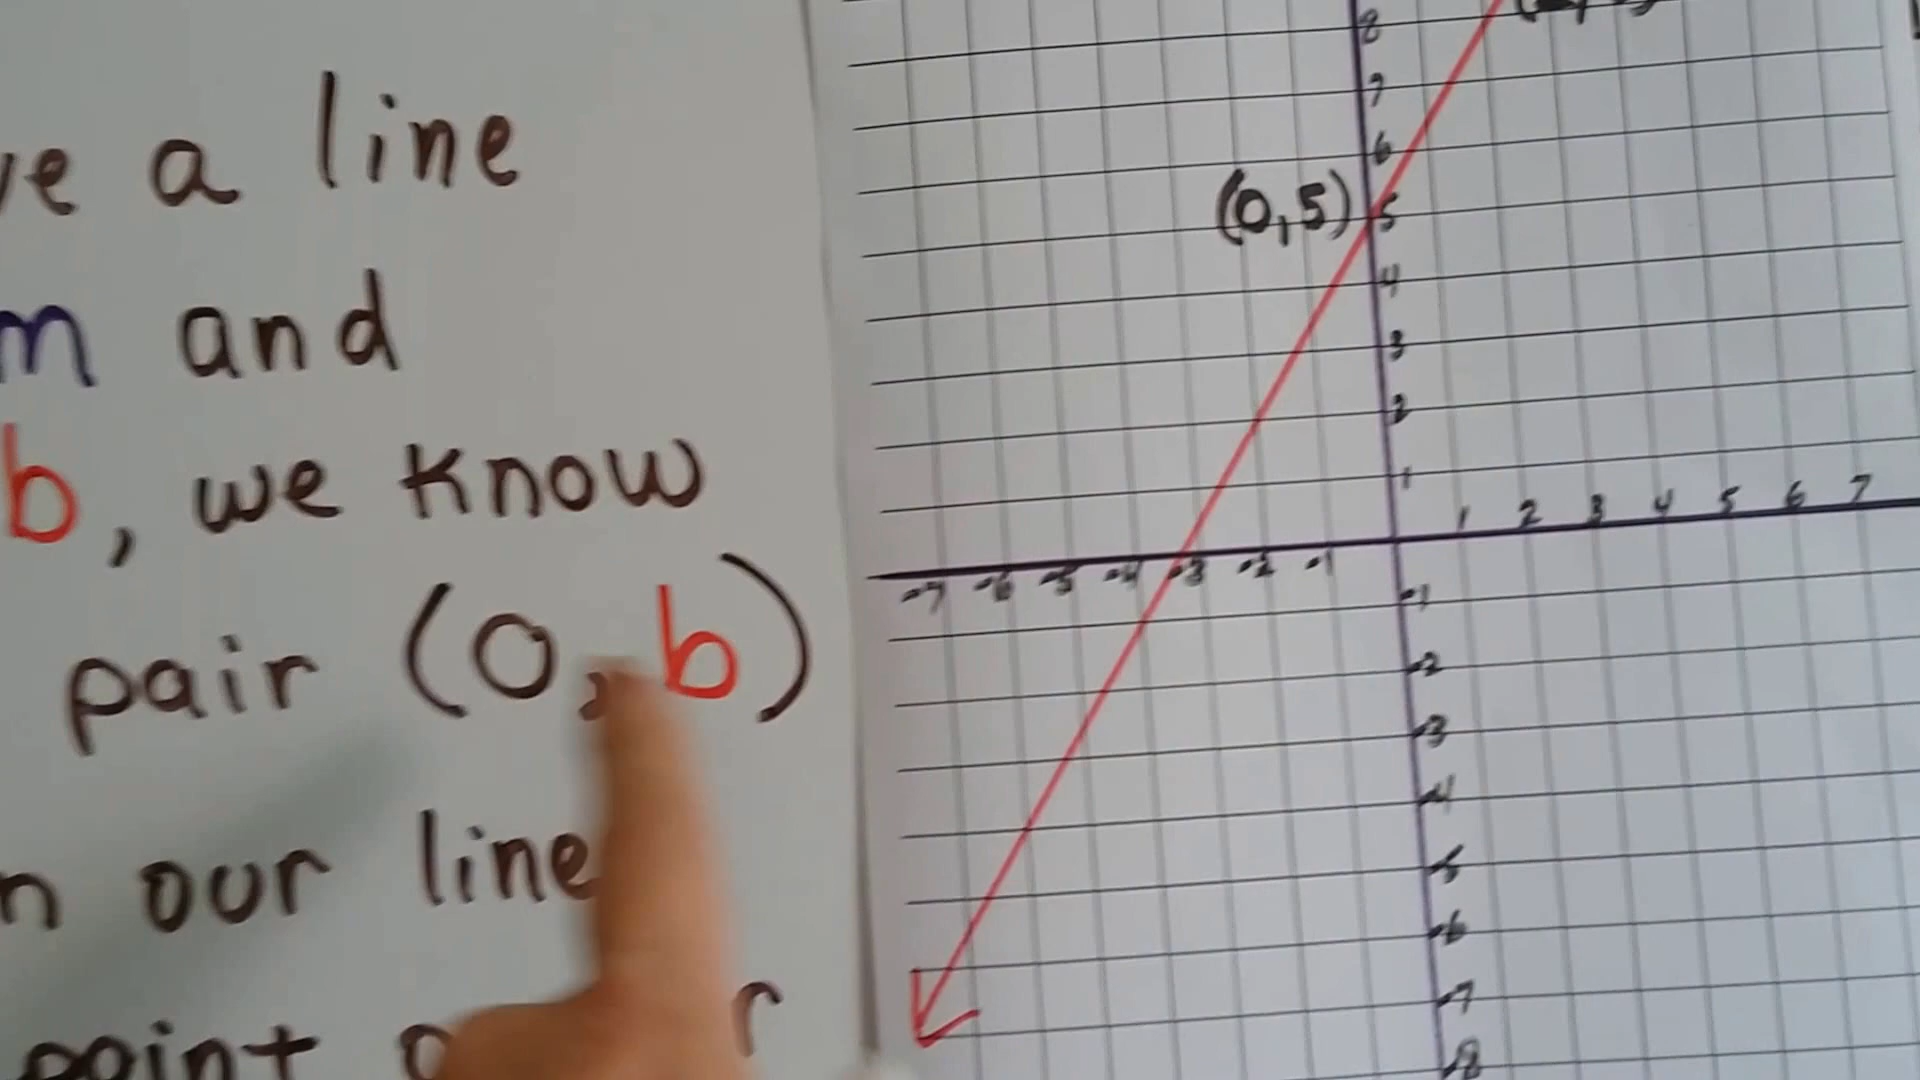 a line
m and
b, we know
pair (0, b)
our line
point
8
7
6
(0,5) 5
4
3
2
1
1 2 3 4 5 6 7
-7 -6 -5 -4 -3 -2 -1
-1
-2
-3
-4
-5
-6
-7
-8